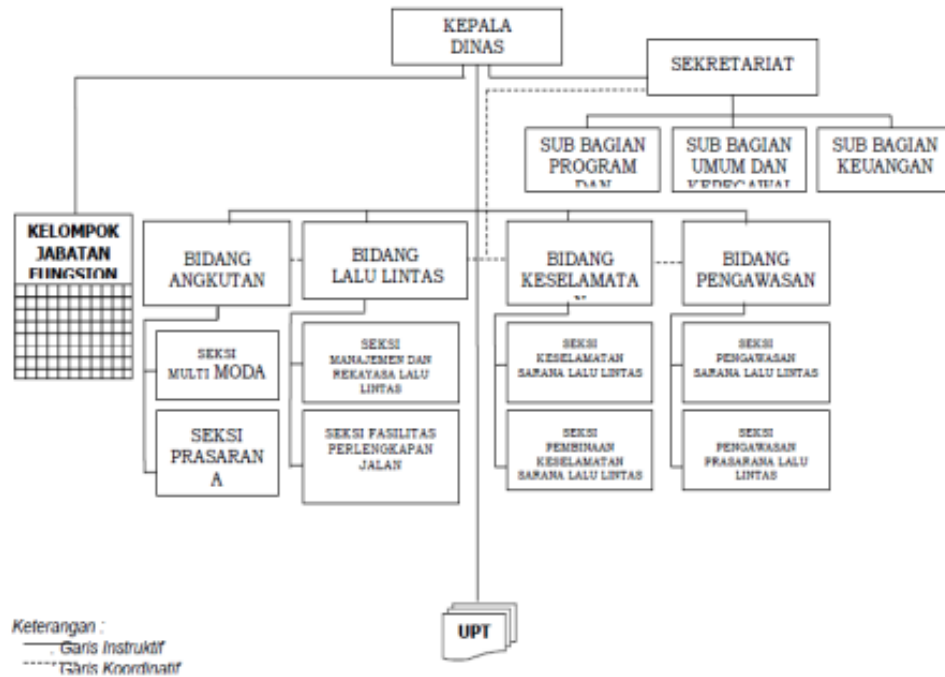 KEPALA
DINAS
SEKRETARIAT
SUB BAGIAN
PROGRAM
DAN
SUB BAGIAN
UMUM DAN
KEPEGAWAI
SUB BAGIAN
KEUANGAN
KELOMPOK
JABATAN
FUNGSION
BIDANG
ANGKUTAN
BIDANG
LALU LINTAS
BIDANG
KESELAMATA
BIDANG
PENGAWASAN
SEKSI
MULTI MODA
SEKSI
PRASARAN
A
SEKSI
MANAJEMEN DAN
REKAYASA LALU
LINTAS
SEKSI FASILITAS
PERLENGKAPAN
JALAN
SEKSI
KESELAMATAN
SARANA LALU LINTAS
SEKSI
PEMBINAAN
KESELAMATAN
SARANA LALU LINTAS
SEKSI
PENGAWASAN
SARANA LALU LINTAS
SEKSI
PENGAWASAN
PRASARANA LALU
LINTAS
UPT
Keterangan :
: Garis Instruktif
: Garis Koordinatif